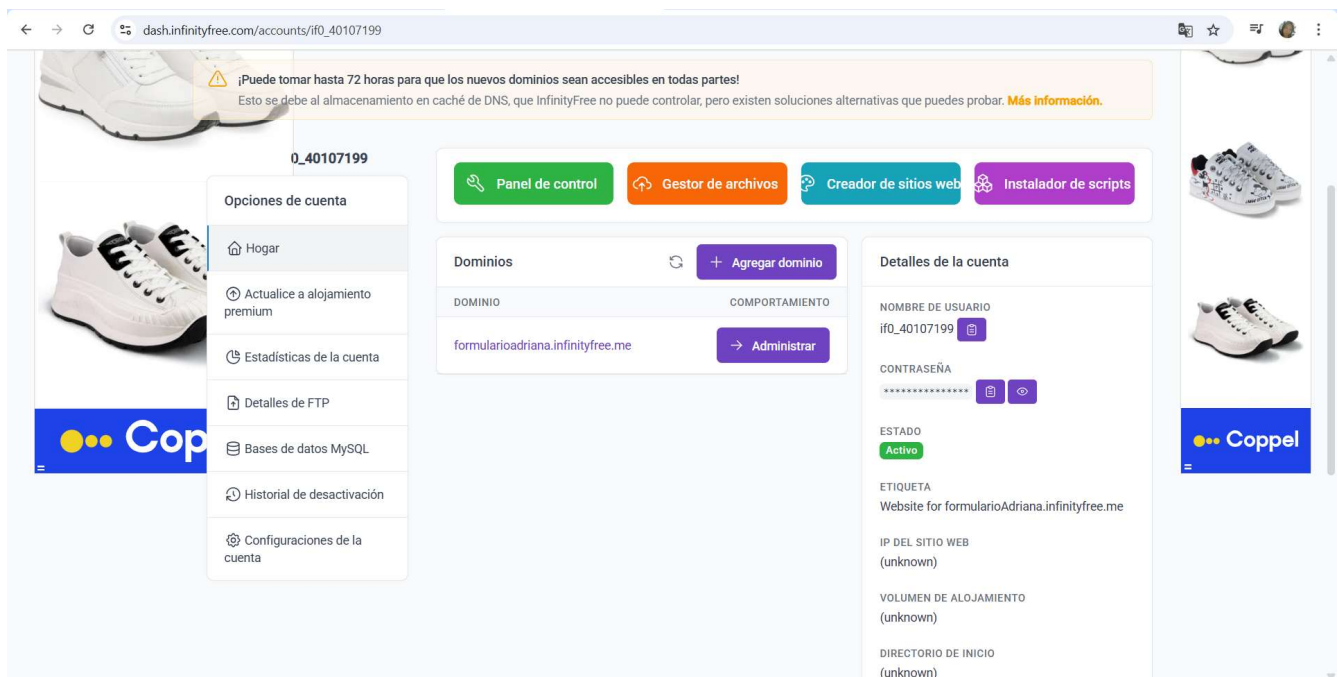 dash.infinityfree.com/accounts/if0_40107199
¡Puede tomar hasta 72 horas para que los nuevos dominios sean accesibles en todas partes!
Esto se debe al almacenamiento en caché de DNS, que InfinityFree no puede controlar, pero existen soluciones alternativas que puedes probar. Más información.
0_40107199
Opciones de cuenta
Hogar
Actualice a alojamiento
premium
Estadísticas de la cuenta
Detalles de FTP
Bases de datos MySQL
Historial de desactivación
Configuraciones de la
cuenta
Panel de control
Gestor de archivos
Creador de sitios web
Instalador de scripts
Dominios
Agregar dominio
DOMINIO COMPORTAMIENTO
formularioadriana.infinityfree.me
Administrar
Detalles de la cuenta
NOMBRE DE USUARIO
if0_40107199
CONTRASEÑA
***************
ESTADO
Activo
ETIQUETA
Website for formularioAdriana.infinityfree.me
IP DEL SITIO WEB
(unknown)
VOLUMEN DE ALOJAMIENTO
(unknown)
DIRECTORIO DE INICIO
(unknown)
Cop
Coppel